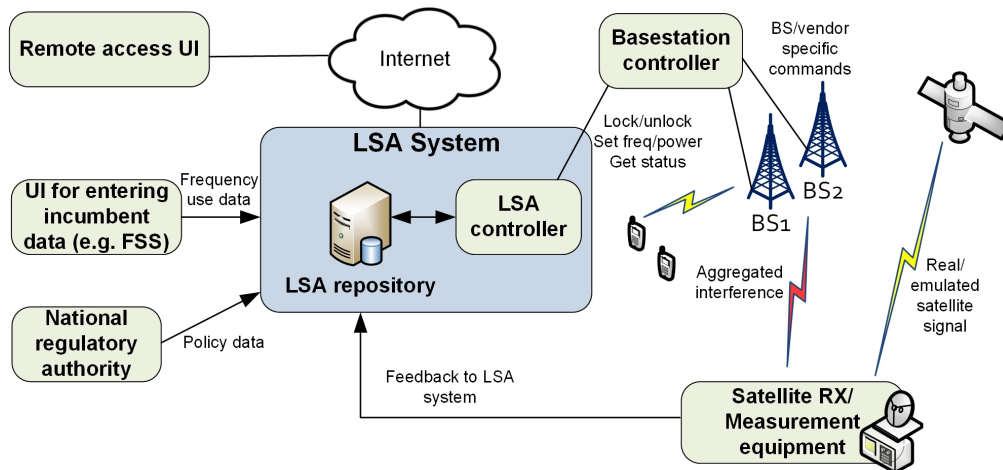 Remote access UI
Internet
Basestation
controller
BS/vendor
specific
commands
LSA System
Lock/unlock
Set freq/power
Get status
UI for entering
incumbent
data (e.g. FSS)
Frequency
use data
LSA
controller
LSA repository
BS1
BS2
Aggregated
interference
Real/
emulated
satellite
signal
National
regulatory
authority
Policy data
Feedback to LSA
system
Satellite RX/
Measurement
equipment